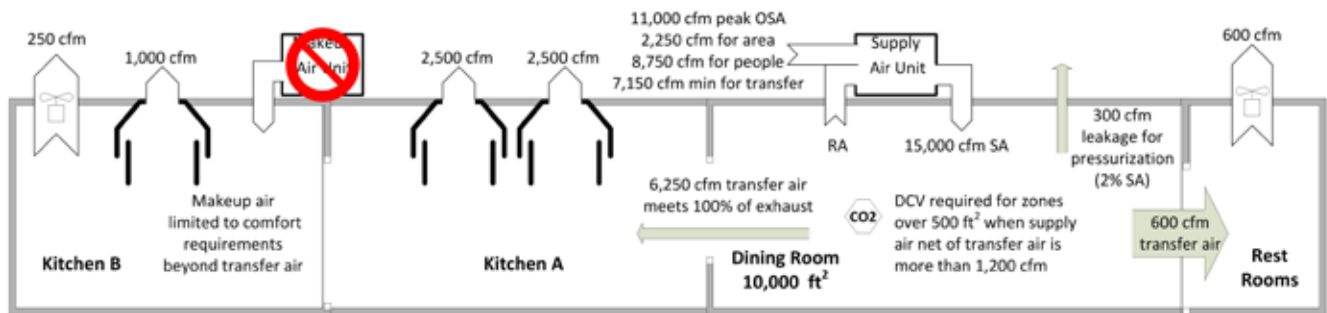 250 cfm
1,000 cfm
Air Unit
2,500 cfm
2,500 cfm
11,000 cfm peak OSA
2,250 cfm for area
8,750 cfm for people
7,150 cfm min for transfer
Supply
Air Unit
600 cfm
RA
15,000 cfm SA
300 cfm
leakage for
pressurization
(2% SA)
Makeup air
limited to comfort
requirements
beyond transfer air
6,250 cfm transfer air
meets 100% of exhaust
CO2
DCV required for zones
over 500 ft² when supply
air net of transfer air is
more than 1,200 cfm
600 cfm
transfer air
Kitchen B
Kitchen A
Dining Room
10,000 ft²
Rest
Rooms